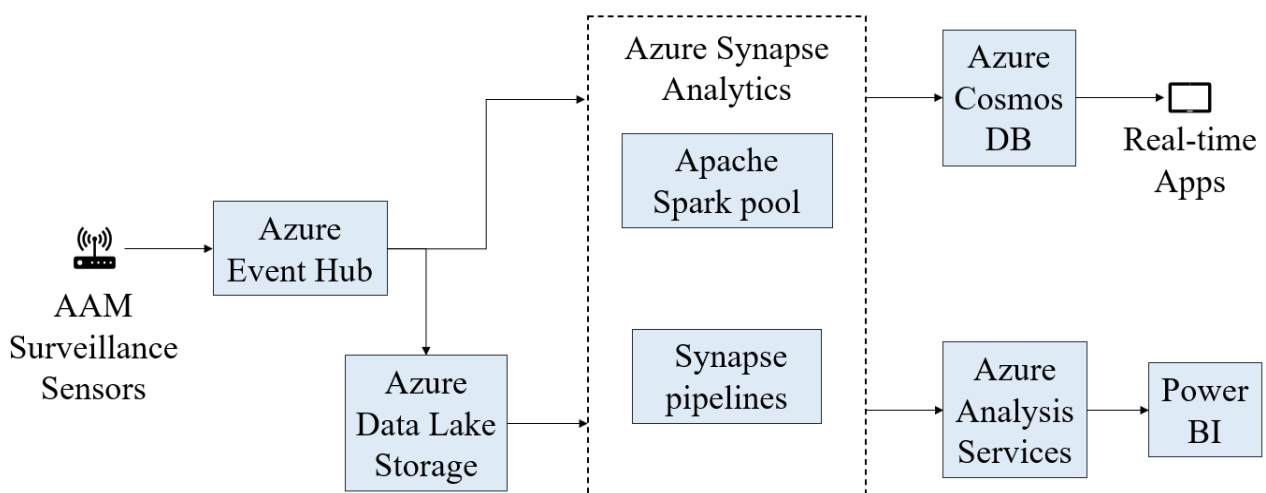 AAM
Surveillance
Sensors
Azure
Event Hub
Azure
Data Lake
Storage
Azure Synapse
Analytics
Apache
Spark pool
Synapse
pipelines
Azure
Cosmos
DB
Real-time
Apps
Azure
Analysis
Services
Power
BI